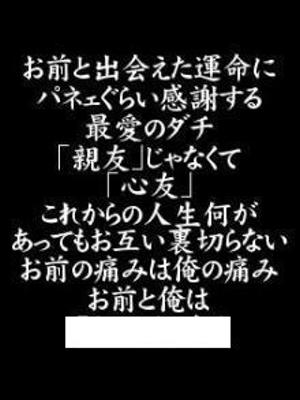 お前と出会えた運命に
パネェぐらい感謝する
最愛のダチ
「親友」じゃなくて
「心友」
これからの人生何が
あってもお互い裏切らない
お前の痛みは俺の痛み
お前と俺は